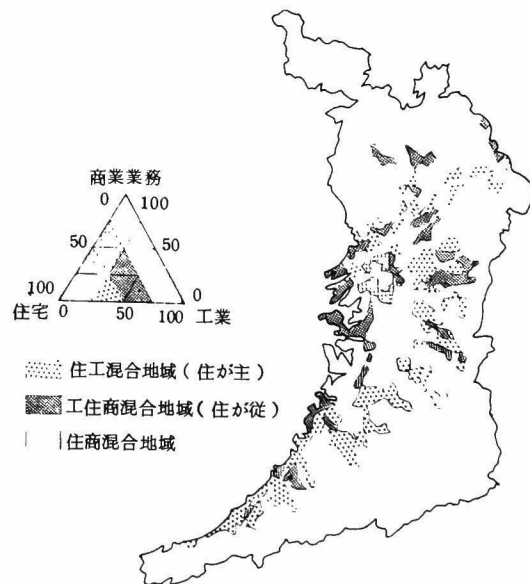 商業業務
0 100
50 50
100 0
住宅 0 50 100 工業
住工混合地域(住が主)
工住商混合地域(住が従)
住商混合地域